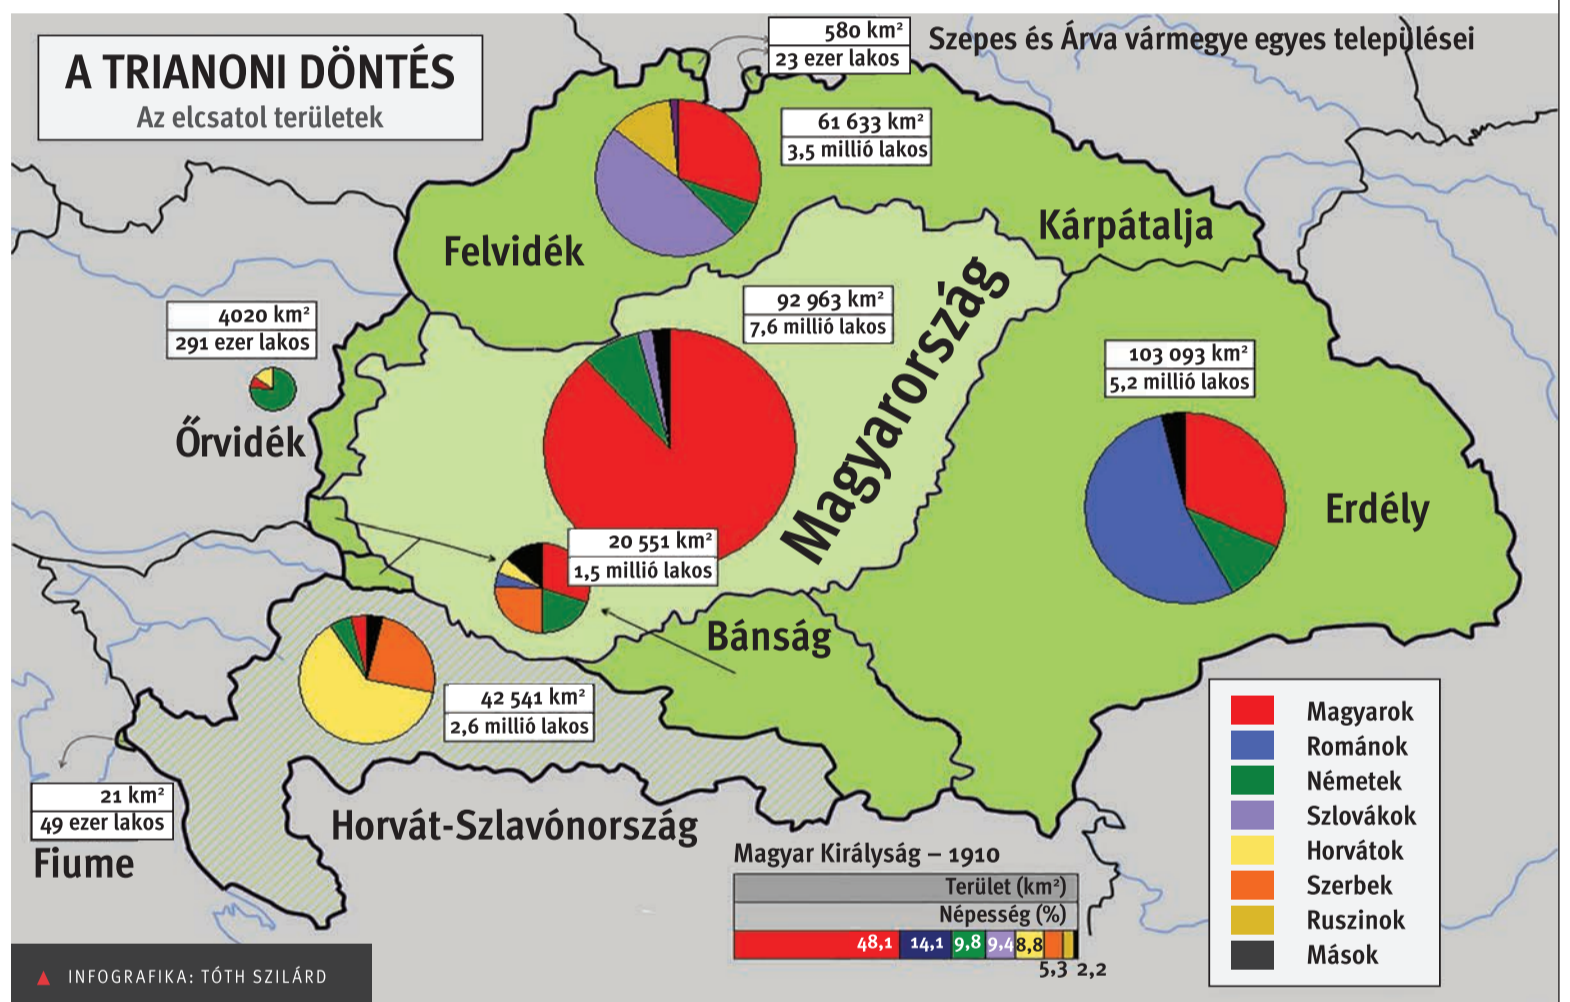 A TRIANONI DÖNTÉS
Az elcsatol területek
580 km²
23 ezer lakos
Szepes és Árva vármegye egyes települései
61 633 km²
3,5 millió lakos
Kárpátalja
Felvidék
92 963 km²
7,6 millió lakos
Magyarország
4020 km²
291 ezer lakos
Őrvidék
103 093 km²
5,2 millió lakos
Erdély
20 551 km²
1,5 millió lakos
Bánság
42 541 km²
2,6 millió lakos
21 km²
49 ezer lakos
Fiume
Horvát-Szlavónország
Magyar Királyság – 1910
Terület (km²)
Népesség (%)
48,1 14,1 9,8 9,4 8,8
5,3 2,2
Magyarok
Románok
Németek
Szlovákok
Horvátok
Szerbek
Ruszinok
Mások
INFOGRAFIKA: TÓTH SZILÁRD